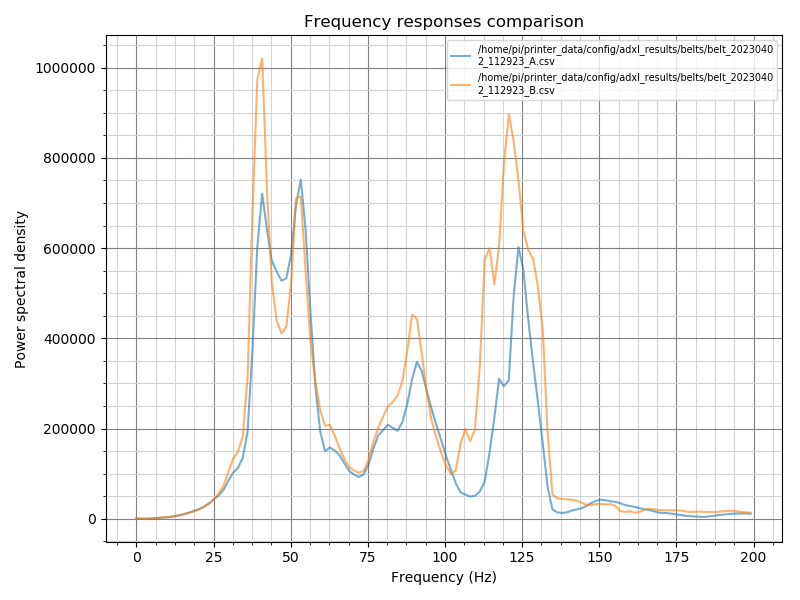 Frequency responses comparison
/home/pi/printer_data/config/adxl_results/belts/belt_2023040
2_112923_A.csv
/home/pi/printer_data/config/adxl_results/belts/belt_2023040
2_112923_B.csv
Power spectral density
1000000
800000
600000
400000
200000
0
0 25 50 75 100 125 150 175 200
Frequency (Hz)